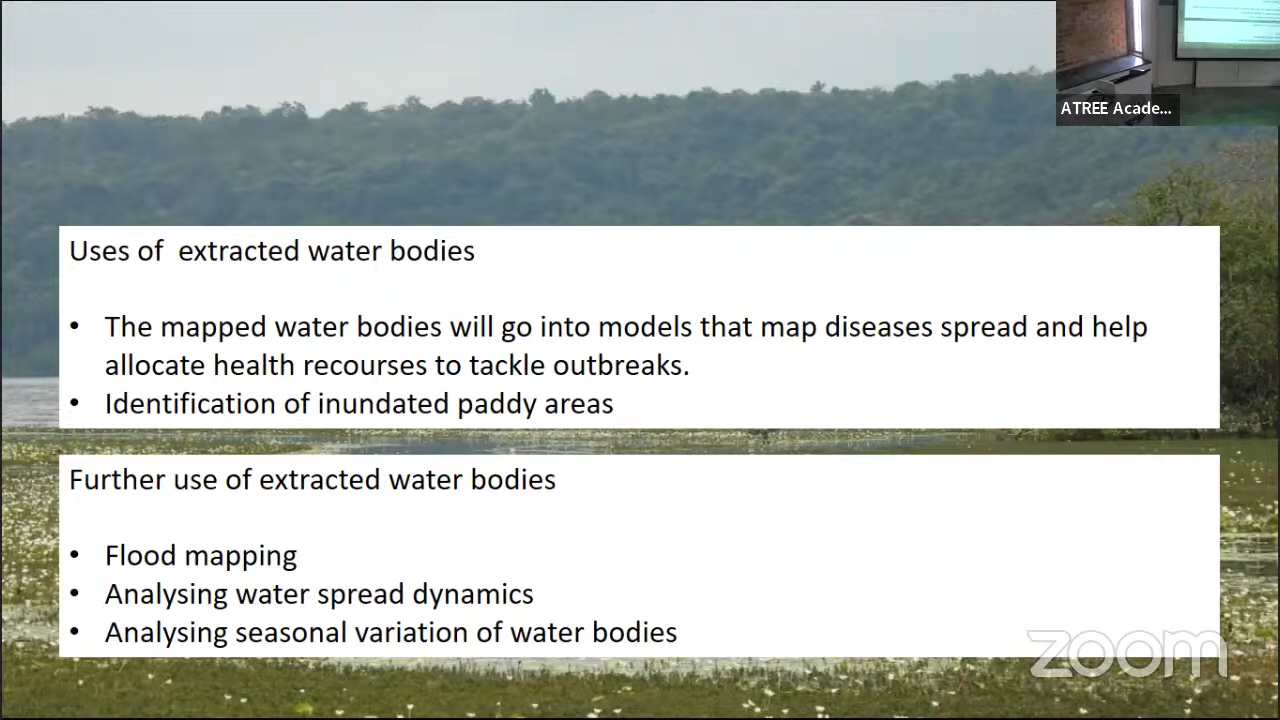 ATREE Acade...
Uses of extracted water bodies
• The mapped water bodies will go into models that map diseases spread and help
allocate health recourses to tackle outbreaks.
• Identification of inundated paddy areas
Further use of extracted water bodies
• Flood mapping
• Analysing water spread dynamics
• Analysing seasonal variation of water bodies
zoom